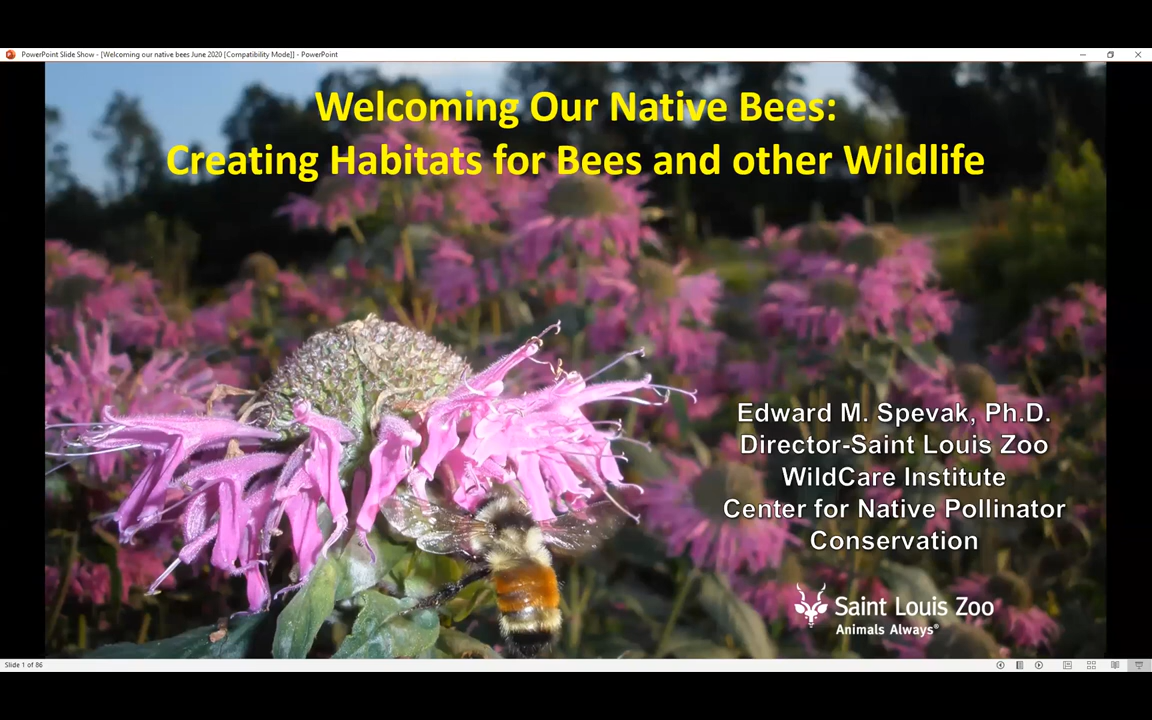 PowerPoint Slide Show - [Welcoming our native bees June 2020 [Compatibility Mode]] - PowerPoint
Welcoming Our Native Bees:
Creating Habitats for Bees and other Wildlife
Edward M. Spevak, Ph.D.
Director-Saint Louis Zoo
WildCare Institute
Center for Native Pollinator
Conservation
Saint Louis Zoo
Animals Always®
Slide 1 of 86